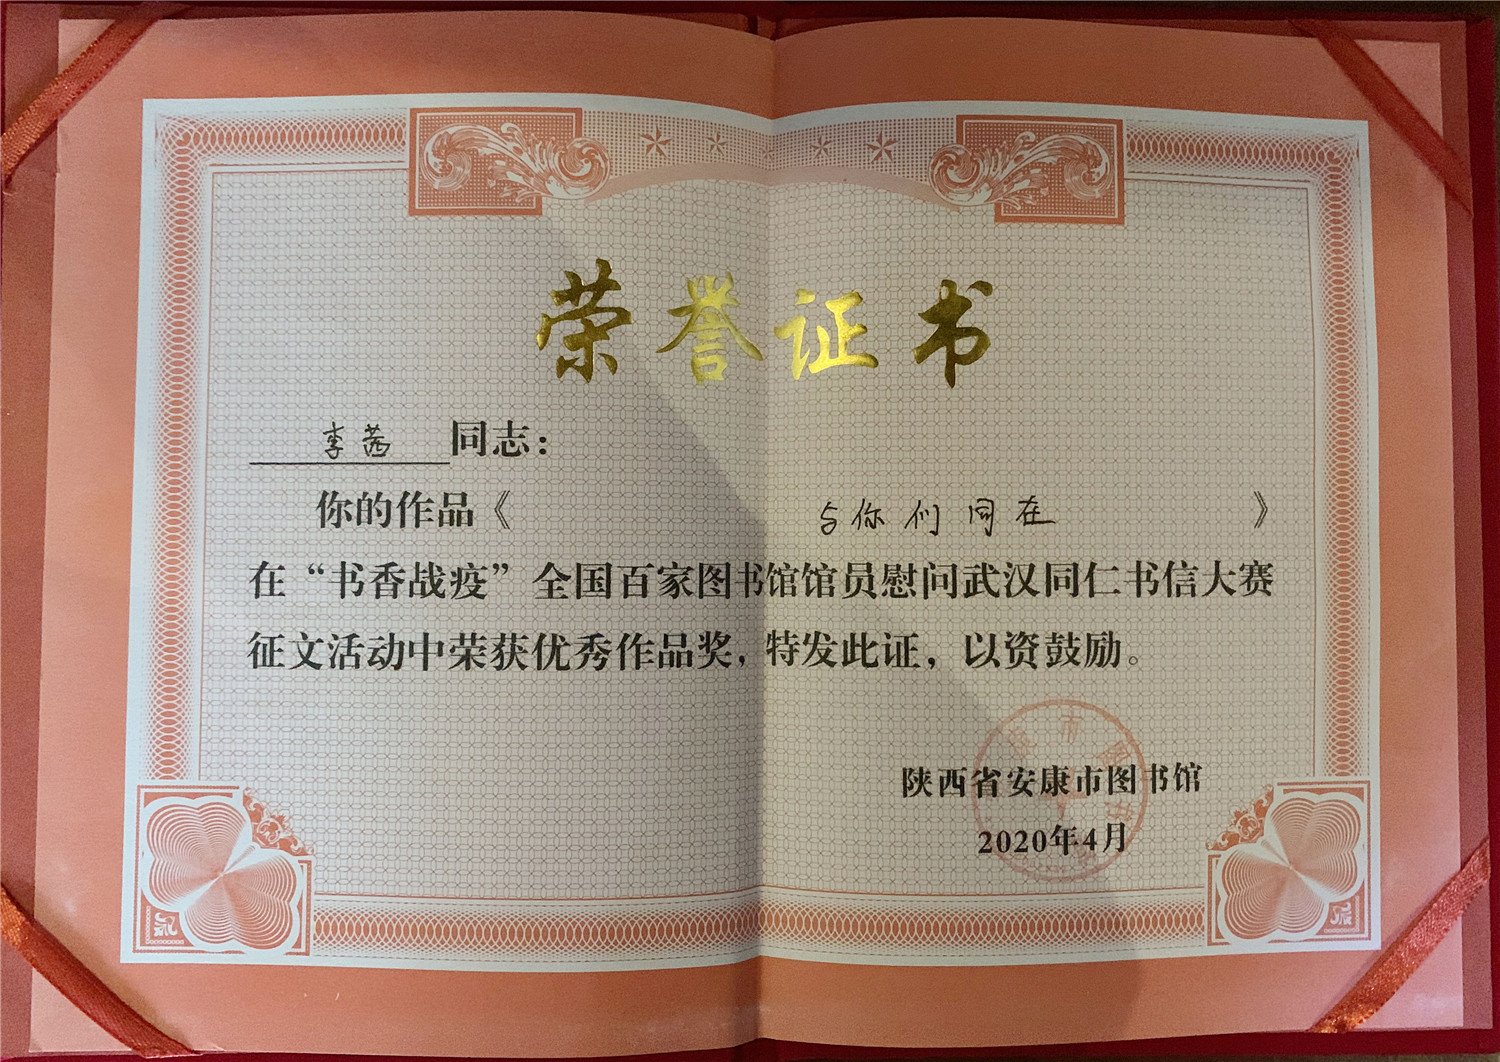 荣誉证书
李茜 同志：
你的作品《 与你们同在 》
在“书香战疫”全国百家图书馆馆员慰问武汉同仁书信大赛
征文活动中荣获优秀作品奖，特发此证，以资鼓励。
陕西省安康市图书馆
2020年4月